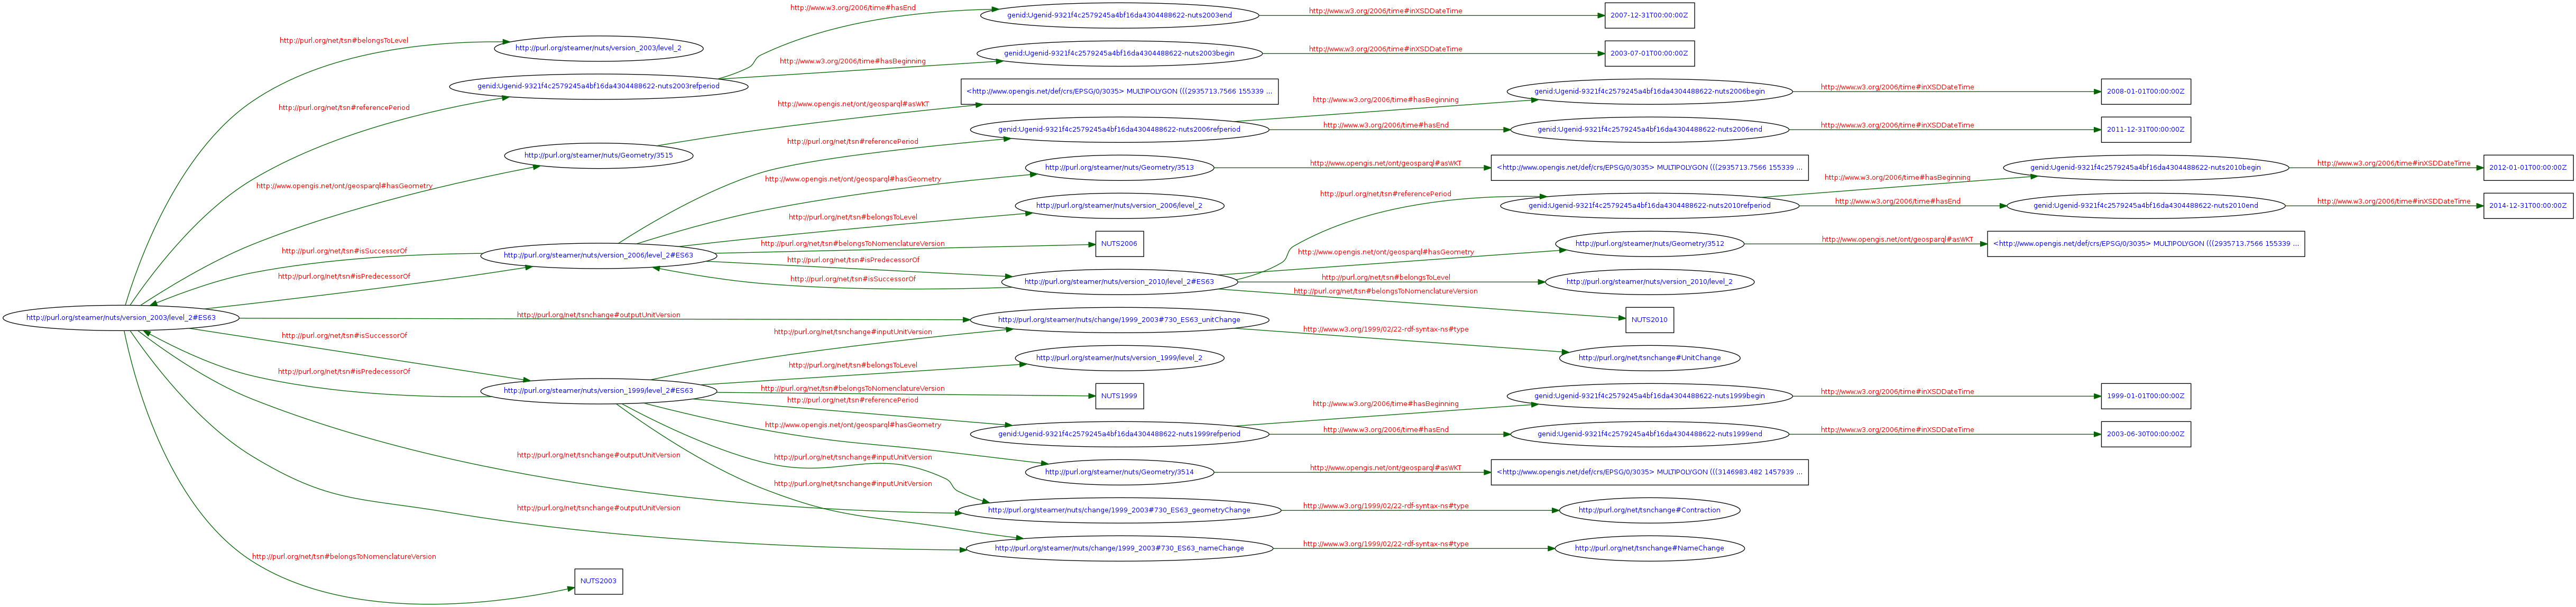 http://www.w3.org/2006/time#hasEnd
genid:Ugenid-9321f4c2579245a4bf16da4304488622-nuts2003end
http://www.w3.org/2006/time#inXSDDateTime
2007-12-31T00:00:00Z
http://purl.org/net/tsn#belongsToLevel
http://purl.org/steamer/nuts/version_2003/level_2
genid:Ugenid-9321f4c2579245a4bf16da4304488622-nuts2003begin
http://www.w3.org/2006/time#inXSDDateTime
2003-07-01T00:00:00Z
http://www.w3.org/2006/time#hasBeginning
genid:Ugenid-9321f4c2579245a4bf16da4304488622-nuts2003refperiod
<http://www.opengis.net/def/crs/EPSG/0/3035> MULTIPOLYGON (((2935713.7566 155339 ...
genid:Ugenid-9321f4c2579245a4bf16da4304488622-nuts2006begin
http://www.w3.org/2006/time#inXSDDateTime
2008-01-01T00:00:00Z
http://purl.org/net/tsn#referencePeriod
http://www.opengis.net/ont/geosparql#asWKT
http://www.w3.org/2006/time#hasBeginning
genid:Ugenid-9321f4c2579245a4bf16da4304488622-nuts2006refperiod
http://www.w3.org/2006/time#hasEnd
genid:Ugenid-9321f4c2579245a4bf16da4304488622-nuts2006end
http://www.w3.org/2006/time#inXSDDateTime
2011-12-31T00:00:00Z
http://purl.org/net/tsn#referencePeriod
http://purl.org/steamer/nuts/Geometry/3515
http://purl.org/steamer/nuts/Geometry/3513
http://www.opengis.net/ont/geosparql#asWKT
<http://www.opengis.net/def/crs/EPSG/0/3035> MULTIPOLYGON (((2935713.7566 155339 ...
genid:Ugenid-9321f4c2579245a4bf16da4304488622-nuts2010begin
http://www.w3.org/2006/time#inXSDDateTime
2012-01-01T00:00:00Z
http://www.opengis.net/ont/geosparql#hasGeometry
http://www.opengis.net/ont/geosparql#hasGeometry
http://purl.org/net/tsn#referencePeriod
http://www.w3.org/2006/time#hasBeginning
http://purl.org/steamer/nuts/version_2006/level_2
genid:Ugenid-9321f4c2579245a4bf16da4304488622-nuts2010refperiod
http://www.w3.org/2006/time#hasEnd
genid:Ugenid-9321f4c2579245a4bf16da4304488622-nuts2010end
http://www.w3.org/2006/time#inXSDDateTime
2014-12-31T00:00:00Z
http://purl.org/net/tsn#belongsToLevel
http://purl.org/net/tsn#isSuccessorOf
http://purl.org/steamer/nuts/version_2006/level_2#ES63
http://purl.org/net/tsn#belongsToNomenclatureVersion
NUTS2006
http://www.opengis.net/ont/geosparql#hasGeometry
http://purl.org/steamer/nuts/Geometry/3512
http://www.opengis.net/ont/geosparql#asWKT
<http://www.opengis.net/def/crs/EPSG/0/3035> MULTIPOLYGON (((2935713.7566 155339 ...
http://purl.org/net/tsn#isPredecessorOf
http://purl.org/net/tsn#isPredecessorOf
http://purl.org/net/tsn#isSuccessorOf
http://purl.org/steamer/nuts/version_2010/level_2#ES63
http://purl.org/net/tsn#belongsToLevel
http://purl.org/steamer/nuts/version_2010/level_2
http://purl.org/net/tsn#belongsToNomenclatureVersion
NUTS2010
http://purl.org/steamer/nuts/version_2003/level_2#ES63
http://purl.org/net/tsnchange#outputUnitVersion
http://purl.org/steamer/nuts/change/1999_2003#730_ES63_unitChange
http://www.w3.org/1999/02/22-rdf-syntax-ns#type
http://purl.org/net/tsnchange#UnitChange
http://purl.org/net/tsn#isSuccessorOf
http://purl.org/net/tsnchange#inputUnitVersion
http://purl.org/steamer/nuts/version_1999/level_2
http://purl.org/net/tsn#belongsToLevel
http://purl.org/net/tsn#isPredecessorOf
http://purl.org/steamer/nuts/version_1999/level_2#ES63
http://purl.org/net/tsn#belongsToNomenclatureVersion
NUTS1999
genid:Ugenid-9321f4c2579245a4bf16da4304488622-nuts1999begin
http://www.w3.org/2006/time#inXSDDateTime
1999-01-01T00:00:00Z
http://purl.org/net/tsn#referencePeriod
http://www.w3.org/2006/time#hasBeginning
genid:Ugenid-9321f4c2579245a4bf16da4304488622-nuts1999refperiod
http://www.w3.org/2006/time#hasEnd
genid:Ugenid-9321f4c2579245a4bf16da4304488622-nuts1999end
http://www.w3.org/2006/time#inXSDDateTime
2003-06-30T00:00:00Z
http://www.opengis.net/ont/geosparql#hasGeometry
http://purl.org/net/tsnchange#outputUnitVersion
http://purl.org/net/tsnchange#inputUnitVersion
http://purl.org/steamer/nuts/Geometry/3514
http://www.opengis.net/ont/geosparql#asWKT
<http://www.opengis.net/def/crs/EPSG/0/3035> MULTIPOLYGON (((3146983.482 1457939 ...
http://purl.org/net/tsnchange#inputUnitVersion
http://purl.org/net/tsnchange#outputUnitVersion
http://purl.org/steamer/nuts/change/1999_2003#730_ES63_geometryChange
http://www.w3.org/1999/02/22-rdf-syntax-ns#type
http://purl.org/net/tsnchange#Contraction
http://purl.org/steamer/nuts/change/1999_2003#730_ES63_nameChange
http://www.w3.org/1999/02/22-rdf-syntax-ns#type
http://purl.org/net/tsnchange#NameChange
http://purl.org/net/tsn#belongsToNomenclatureVersion
NUTS2003